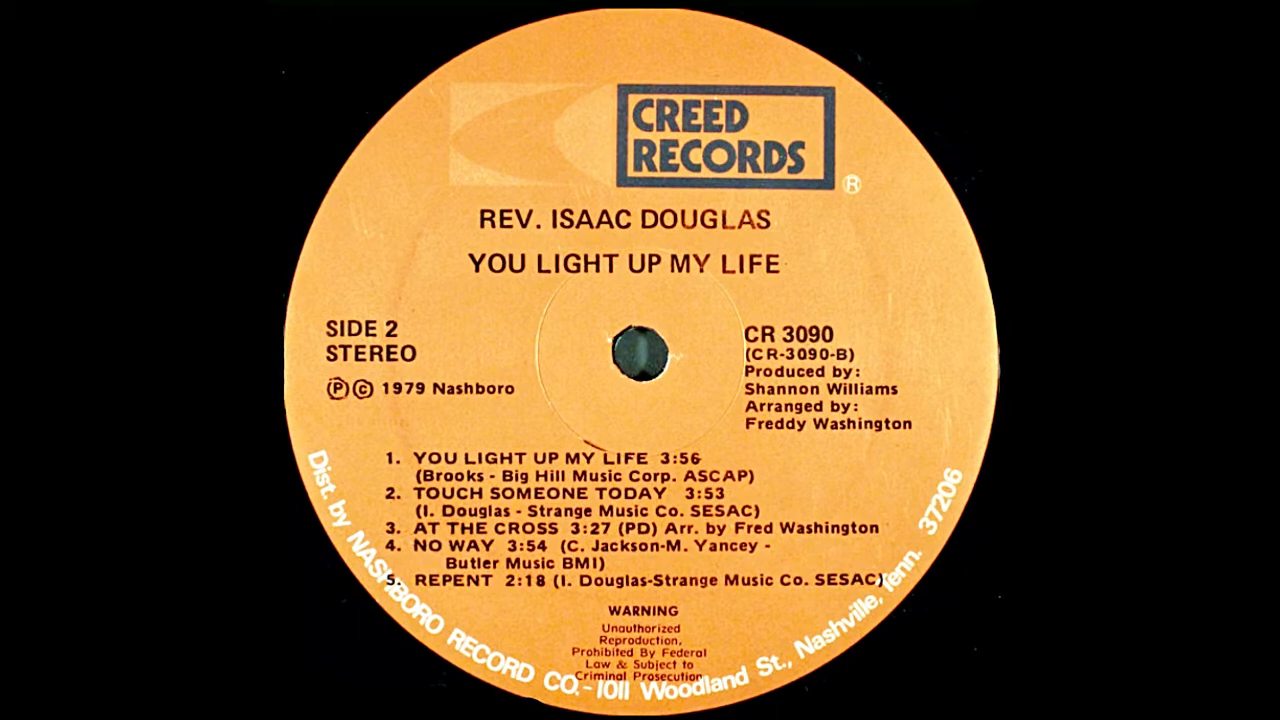 CREED
RECORDS
®
REV. ISAAC DOUGLAS
YOU LIGHT UP MY LIFE
SIDE 2
STEREO
Ⓟ© 1979 Nashboro
CR 3090
(CR-3090-B)
Produced by:
Shannon Williams
Arranged by:
Freddy Washington
1. YOU LIGHT UP MY LIFE 3:56
(Brooks - Big Hill Music Corp. ASCAP)
2. TOUCH SOMEONE TODAY 3:53
(I. Douglas - Strange Music Co. SESAC)
3. AT THE CROSS 3:27 (PD) Arr. by Fred Washington
4. NO WAY 3:54 (C. Jackson-M. Yancey -
Butler Music BMI)
5. REPENT 2:18 (I. Douglas-Strange Music Co. SESAC)
WARNING
Unauthorized
Reproduction,
Prohibited By Federal
Law & Subject to
Criminal Prosecution
Dist. by NASHBORO RECORD CO.-1011 Woodland St., Nashville, Tenn. 37206